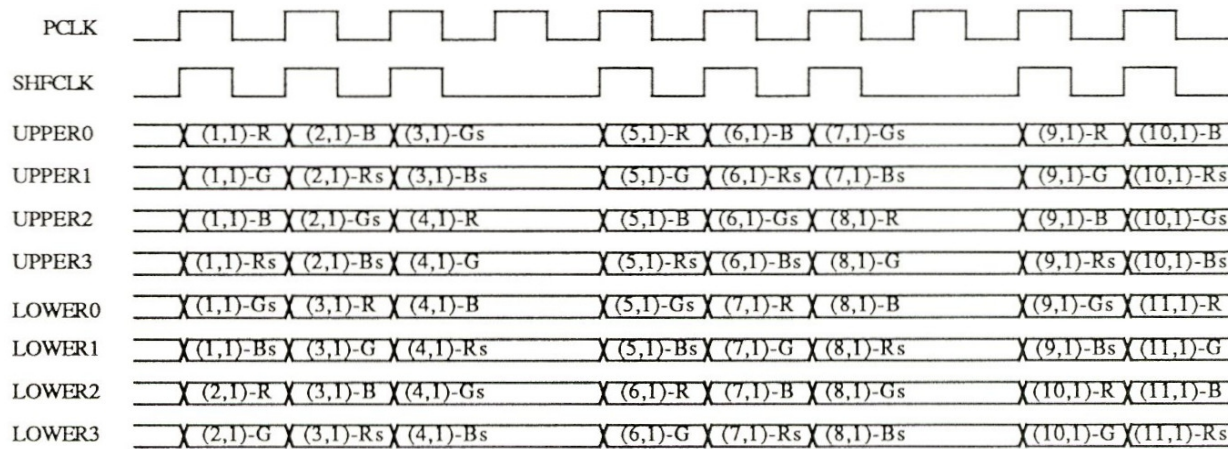 PCLK
SHFCLK
UPPER0 (1,1)-R (2,1)-B (3,1)-Gs (5,1)-R (6,1)-B (7,1)-Gs (9,1)-R (10,1)-B
UPPER1 (1,1)-G (2,1)-Rs (3,1)-Bs (5,1)-G (6,1)-Rs (7,1)-Bs (9,1)-G (10,1)-Rs
UPPER2 (1,1)-B (2,1)-Gs (4,1)-R (5,1)-B (6,1)-Gs (8,1)-R (9,1)-B (10,1)-Gs
UPPER3 (1,1)-Rs (2,1)-Bs (4,1)-G (5,1)-Rs (6,1)-Bs (8,1)-G (9,1)-Rs (10,1)-Bs
LOWER0 (1,1)-Gs (3,1)-R (4,1)-B (5,1)-Gs (7,1)-R (8,1)-B (9,1)-Gs (11,1)-R
LOWER1 (1,1)-Bs (3,1)-G (4,1)-Rs (5,1)-Bs (7,1)-G (8,1)-Rs (9,1)-Bs (11,1)-G
LOWER2 (2,1)-R (3,1)-B (4,1)-Gs (6,1)-R (7,1)-B (8,1)-Gs (10,1)-R (11,1)-B
LOWER3 (2,1)-G (3,1)-Rs (4,1)-Bs (6,1)-G (7,1)-Rs (8,1)-Bs (10,1)-G (11,1)-Rs